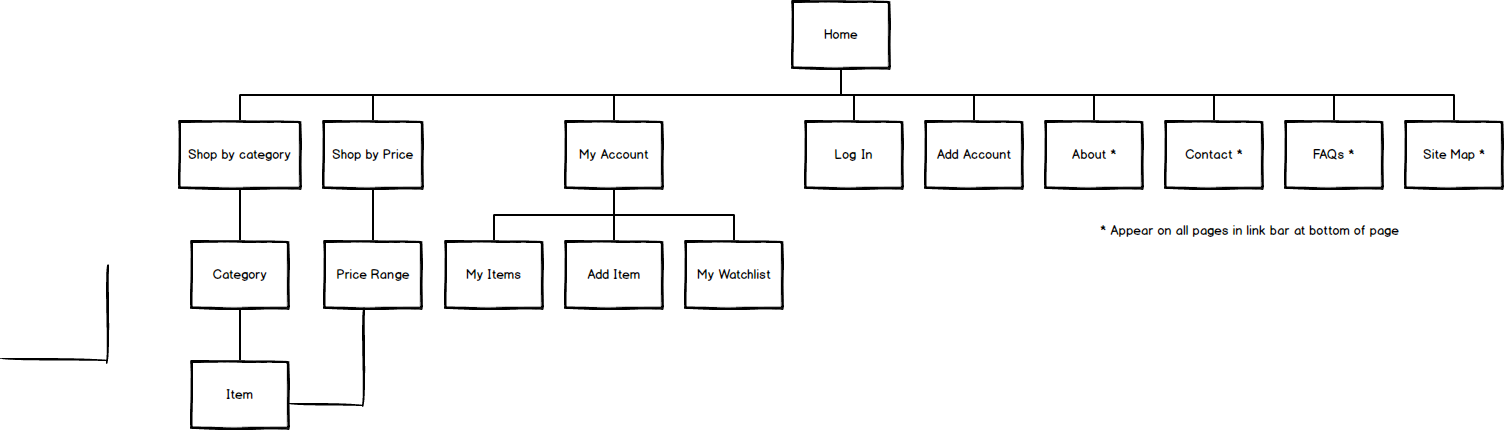 Home
Shop by category
Shop by Price
My Account
Log In
Add Account
About *
Contact *
FAQs *
Site Map *
* Appear on all pages in link bar at bottom of page
Category
Price Range
My Items
Add Item
My Watchlist
Item